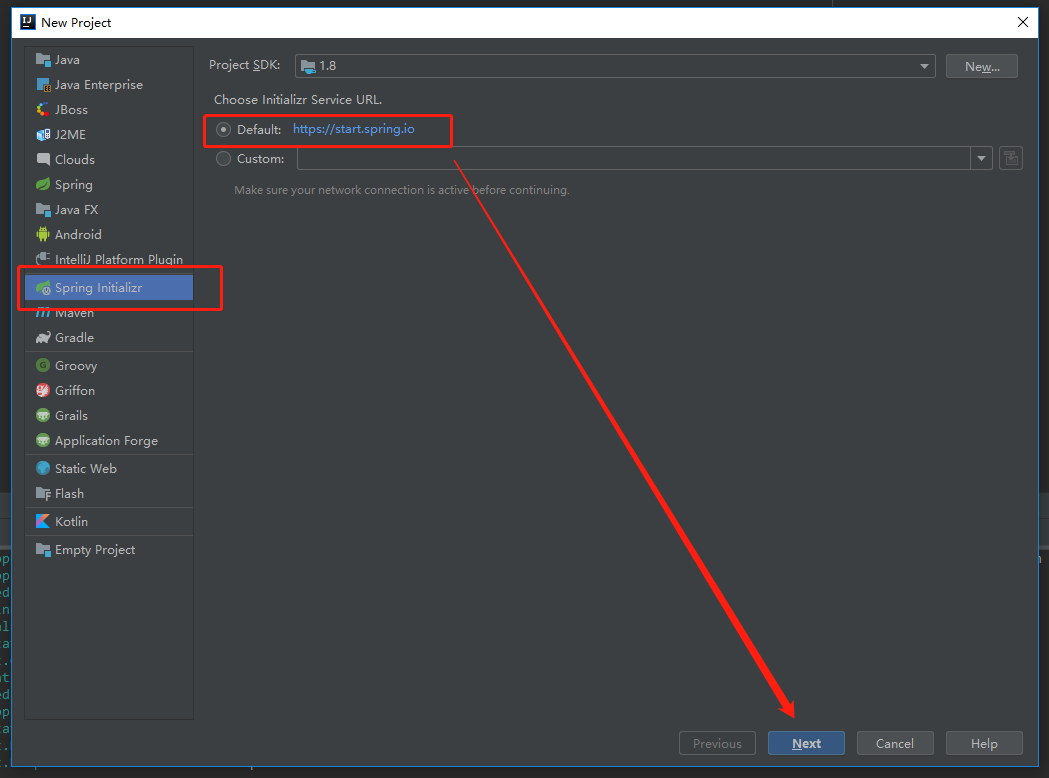 New Project
Java
Java Enterprise
JBoss
J2ME
Clouds
Spring
Java FX
Android
IntelliJ Platform Plugin
Spring Initializr
Maven
Gradle
Groovy
Griffon
Grails
Application Forge
Static Web
Flash
Kotlin
Empty Project
Project SDK: 1.8 New...
Choose Initializr Service URL.
Default: https://start.spring.io
Custom:
Make sure your network connection is active before continuing.
Previous Next Cancel Help